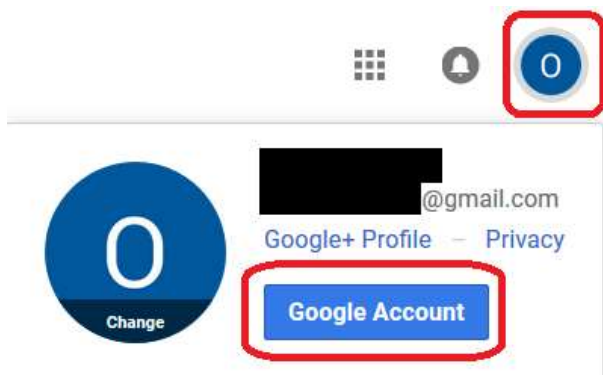 O
@gmail.com
O
Google+ Profile – Privacy
Change
Google Account